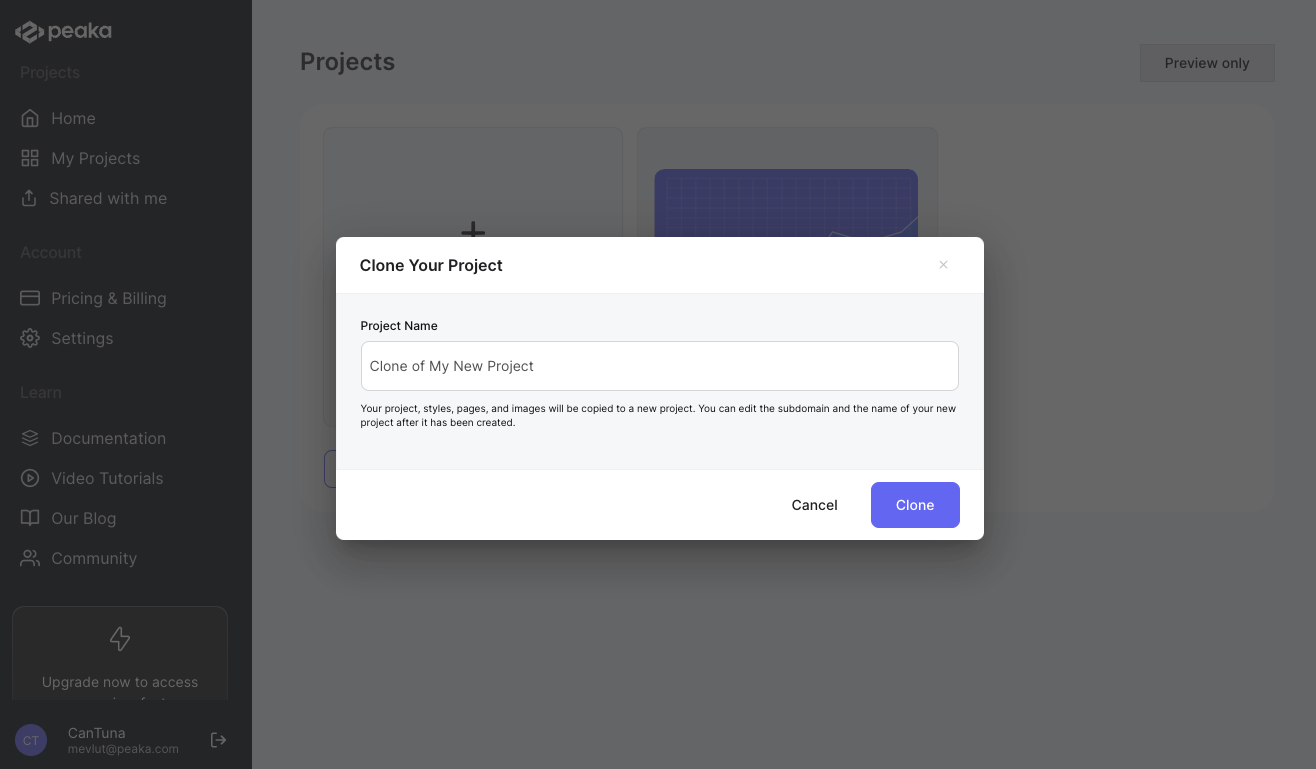 peaka
Projects
Home
My Projects
Shared with me
Account
Pricing & Billing
Settings
Learn
Documentation
Video Tutorials
Our Blog
Community
Upgrade now to access
CT
CanTuna
mevlut@peaka.com
Projects
Preview only
Clone Your Project
Project Name
Clone of My New Project
Your project, styles, pages, and images will be copied to a new project. You can edit the subdomain and the name of your new
project after it has been created.
Cancel
Clone